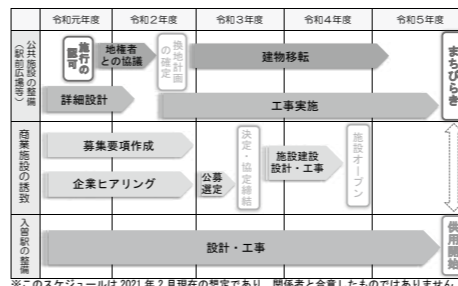 令和元年度
令和2年度
令和3年度
令和4年度
令和5年度
公共施設の整備
(駅前広場等)
施行の認可
地権者
との協議
換地計画の確定
建物移転
まちびらき
詳細設計
工事実施
商業施設の誘致
募集要項作成
企業ヒアリング
公募
選定
決定・協定締結
施設建設
設計・工事
施設オープン
入曽駅の整備
設計・工事
供用開始
※このスケジュールは2021年2月現在の想定であり、関係者と合意したものではありません。